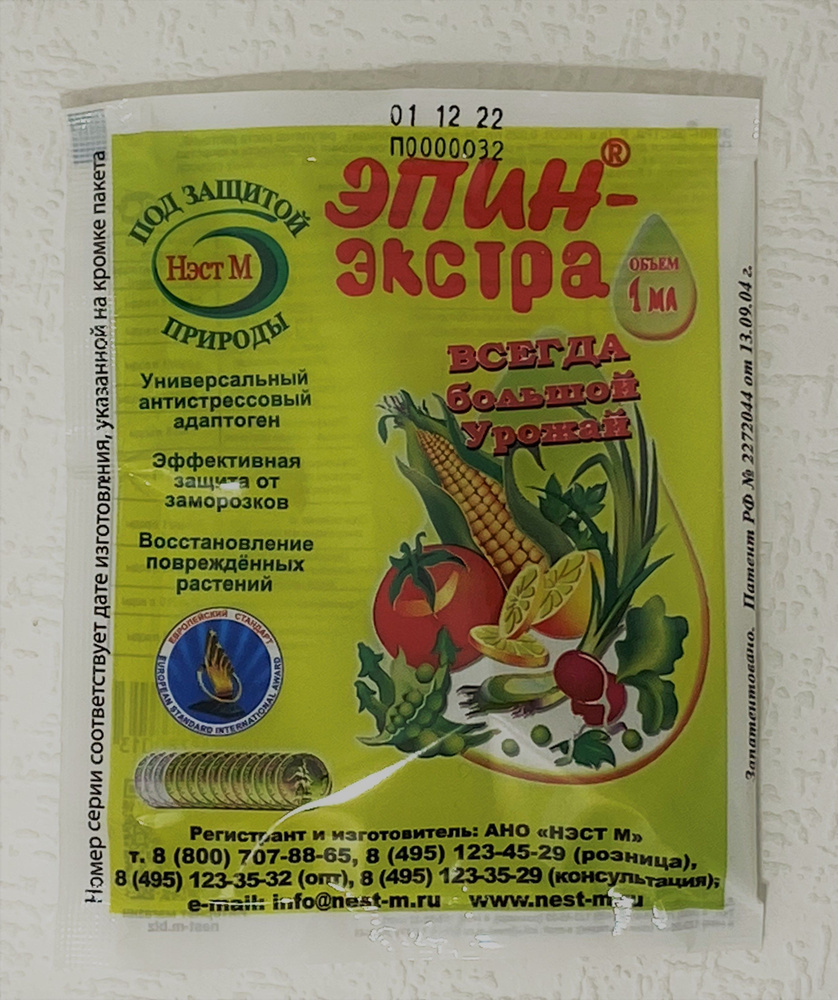 01 12 22
П0000032
ЭПИН-®
экстра
ПОД ЗАЩИТОЙ
Нэст М
ПРИРОДЫ
ОБЪЕМ
1 мл
ВСЕГДА
большой
Урожай
Универсальный
антистрессовый
адаптоген
Эффективная
защита от
заморозков
Восстановление
повреждённых
растений
ЕВРОПЕЙСКИЙ СТАНДАРТ
EUROPEAN STANDARD INTERNATIONAL AWARD
Регистрант и изготовитель: АНО «НЭСТ М»
т. 8 (800) 707-88-65, 8 (495) 123-45-29 (розница),
8 (495) 123-35-32 (опт), 8 (495) 123-35-29 (консультация);
e-mail: info@nest-m.ru www.nest-m.ru
Номер серии соответствует дате изготовления, указанной на кромке пакета
Запатентовано. Патент РФ № 2272044 от 13.09.04 г.